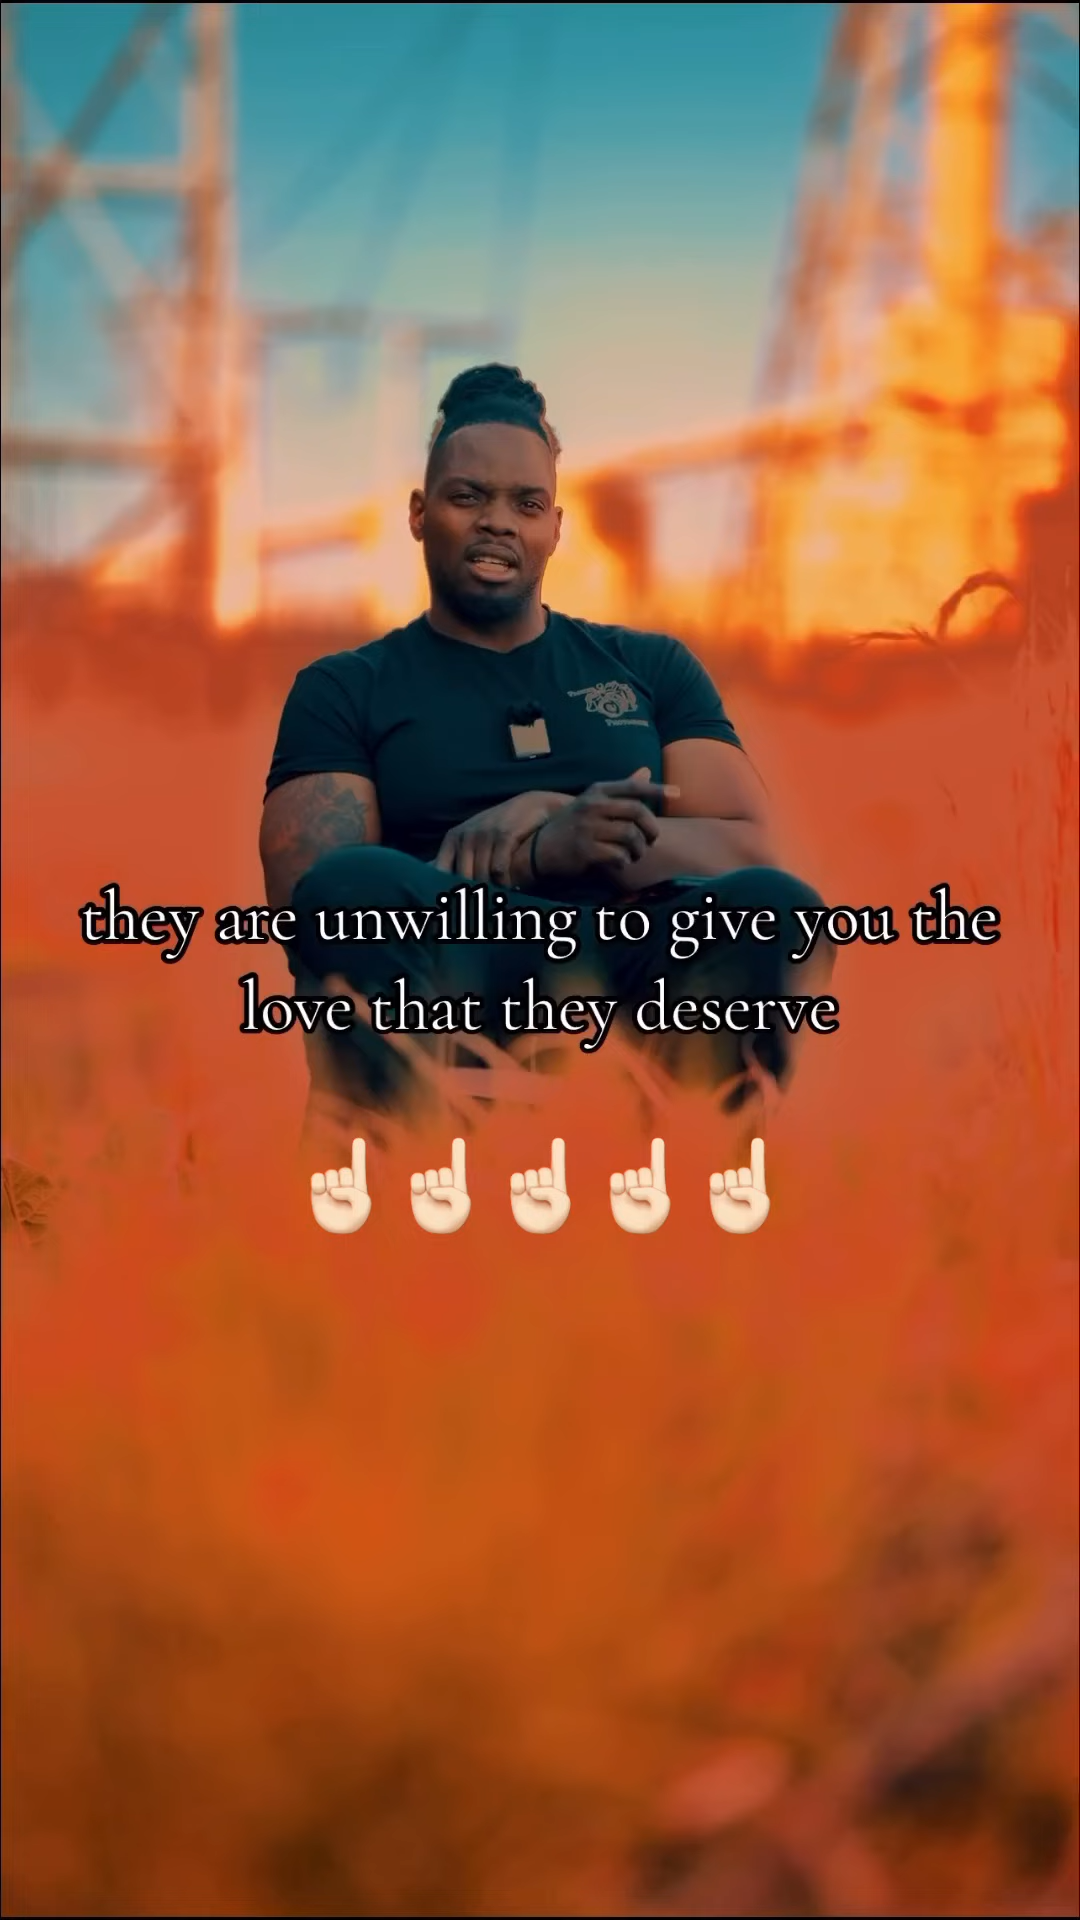 they are unwilling to give you the
love that they deserve